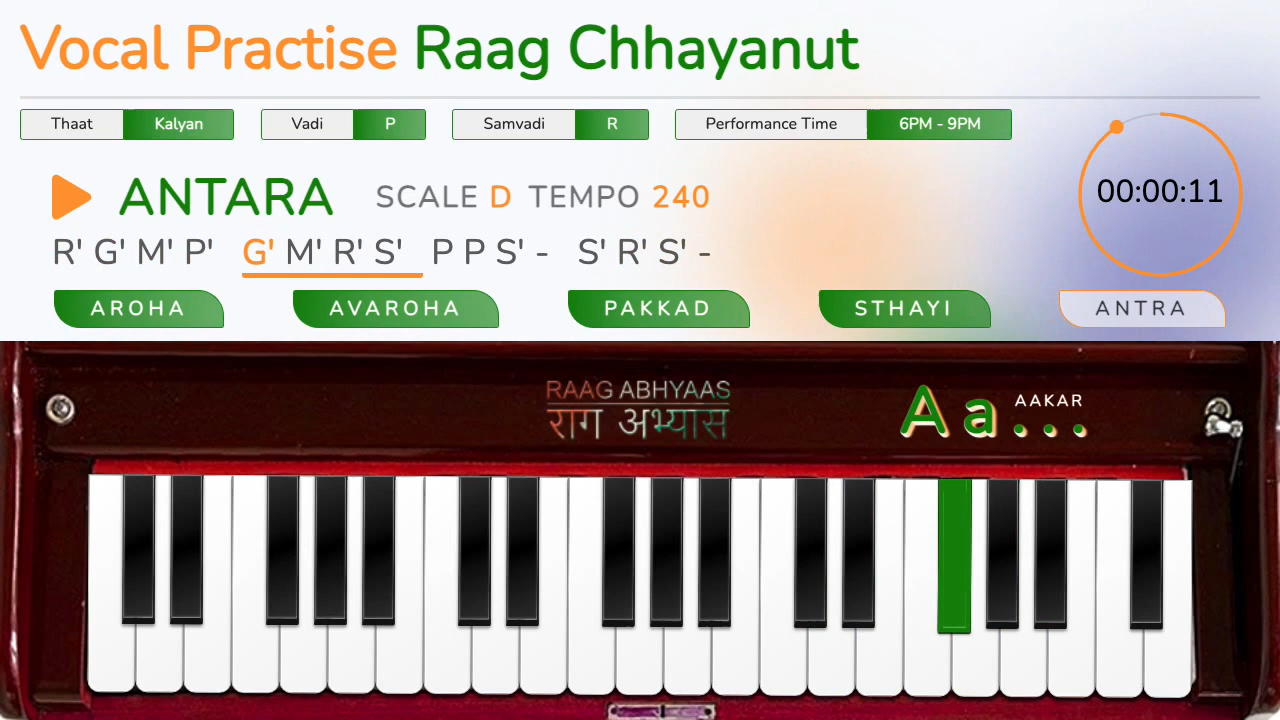 Vocal Practise Raag Chhayanut
Thaat Kalyan Vadi P Samvadi R Performance Time 6PM - 9PM
00:00:11
ANTARA SCALE D TEMPO 240
R' G' M' P' G' M' R' S' P P S' - S' R' S' -
AROHA AVAROHA PAKKAD STHAYI ANTRA
RAAG ABHYAAS
राग अभ्यास
A a . . . AAKAR